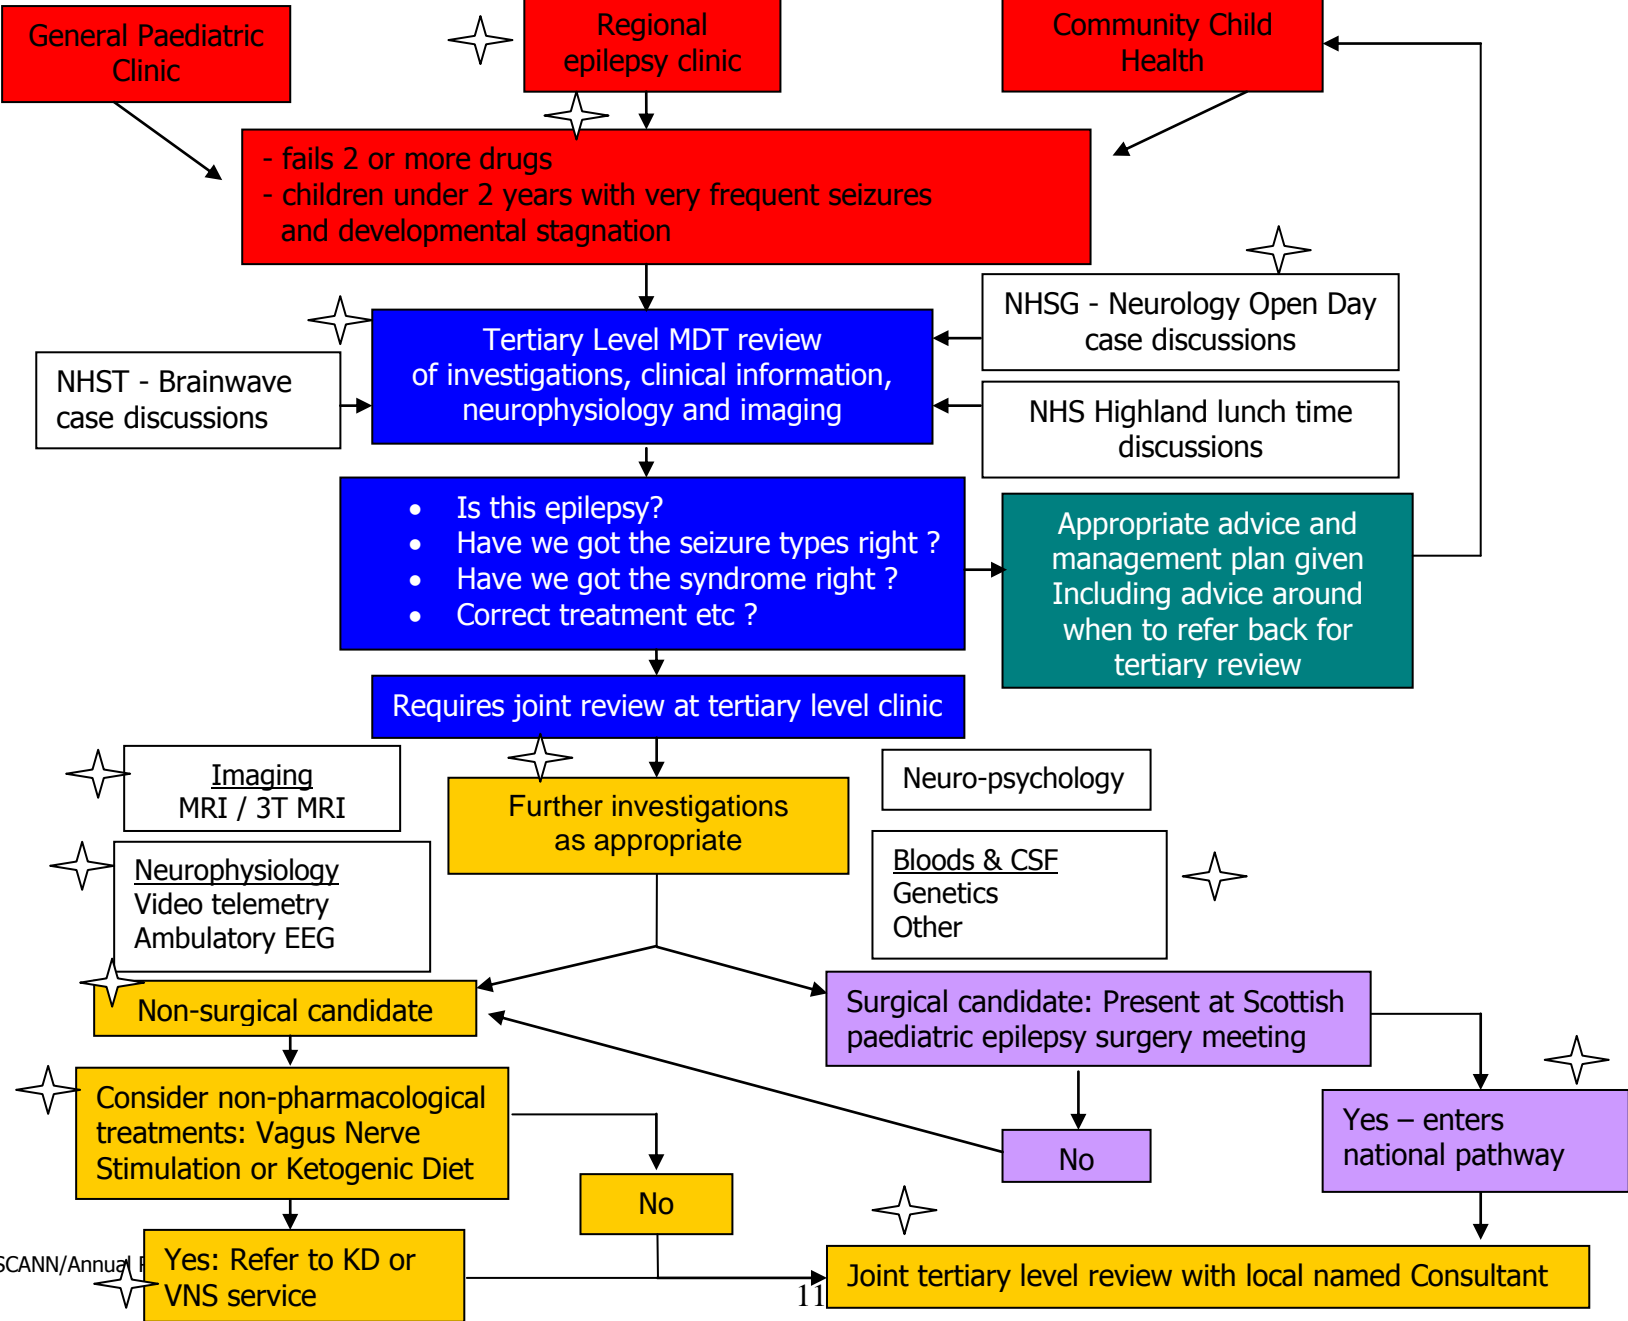 General Paediatric
Clinic
Regional
epilepsy clinic
Community Child
Health
- fails 2 or more drugs
- children under 2 years with very frequent seizures
and developmental stagnation
NHSG - Neurology Open Day
case discussions
Tertiary Level MDT review
of investigations, clinical information,
neurophysiology and imaging
NHST - Brainwave
case discussions
NHS Highland lunch time
discussions
• Is this epilepsy?
• Have we got the seizure types right ?
• Have we got the syndrome right ?
• Correct treatment etc ?
Appropriate advice and
management plan given
Including advice around
when to refer back for
tertiary review
Requires joint review at tertiary level clinic
Imaging
MRI / 3T MRI
Further investigations
as appropriate
Neuro-psychology
Neurophysiology
Video telemetry
Ambulatory EEG
Bloods & CSF
Genetics
Other
Non-surgical candidate
Surgical candidate: Present at Scottish
paediatric epilepsy surgery meeting
Consider non-pharmacological
treatments: Vagus Nerve
Stimulation or Ketogenic Diet
No
No
Yes – enters
national pathway
SCANN/Annual
Yes: Refer to KD or
VNS service
11
Joint tertiary level review with local named Consultant